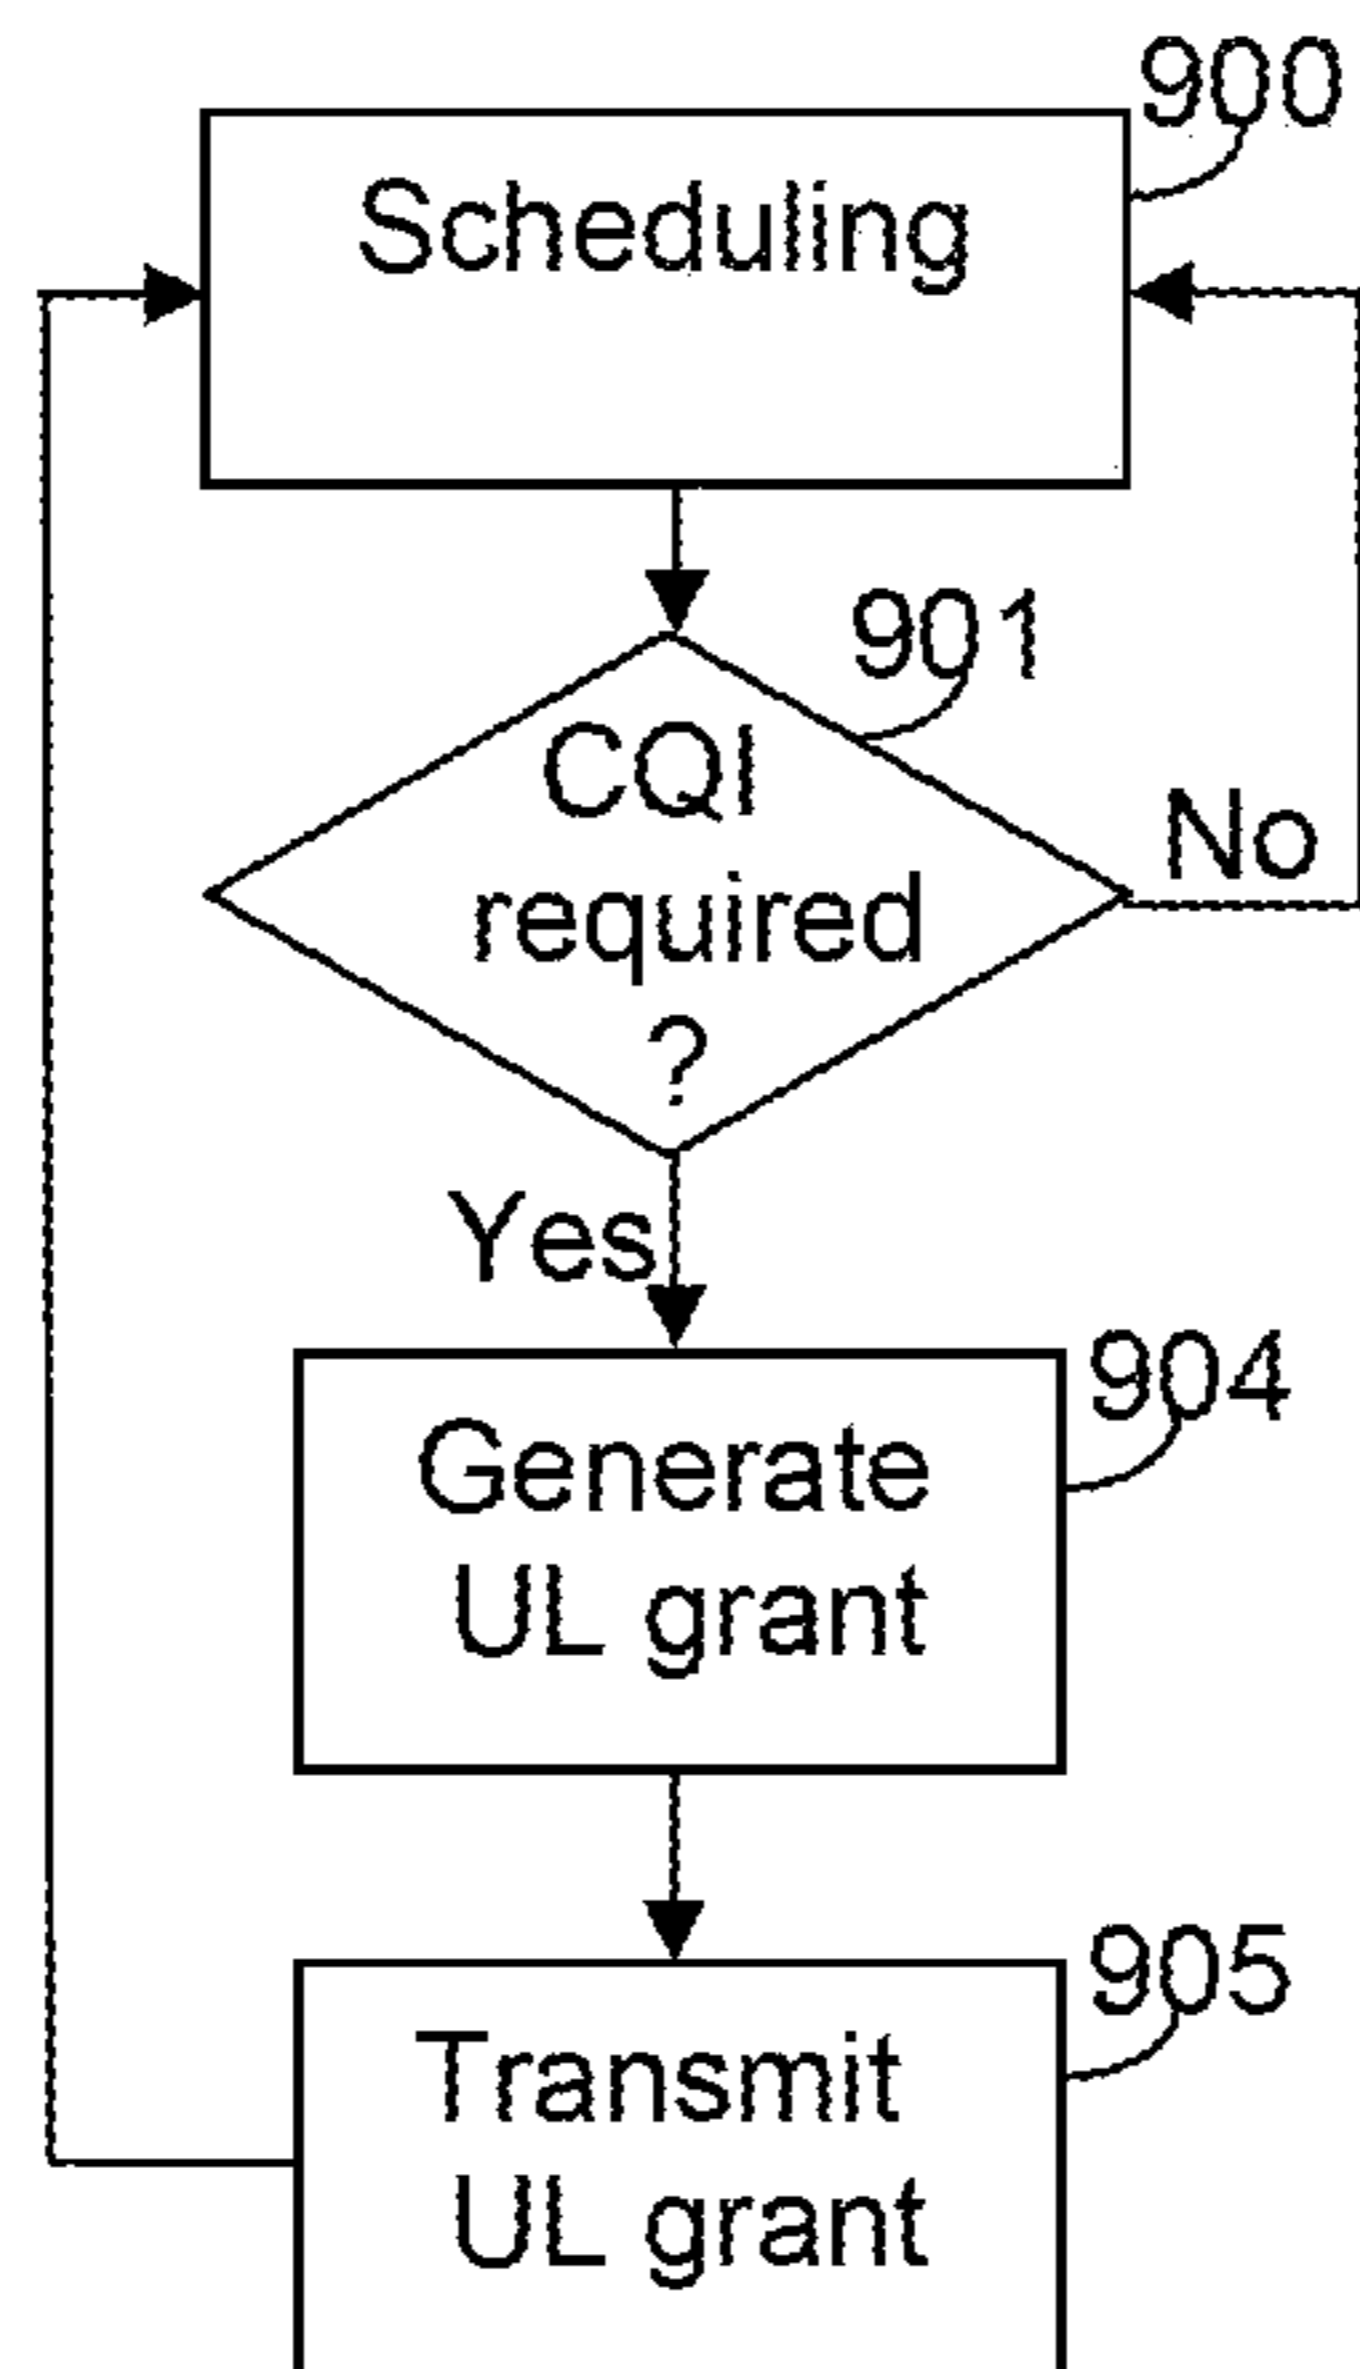 900
Scheduling
901
CQI
required
?
No
Yes
904
Generate
UL grant
905
Transmit
UL grant